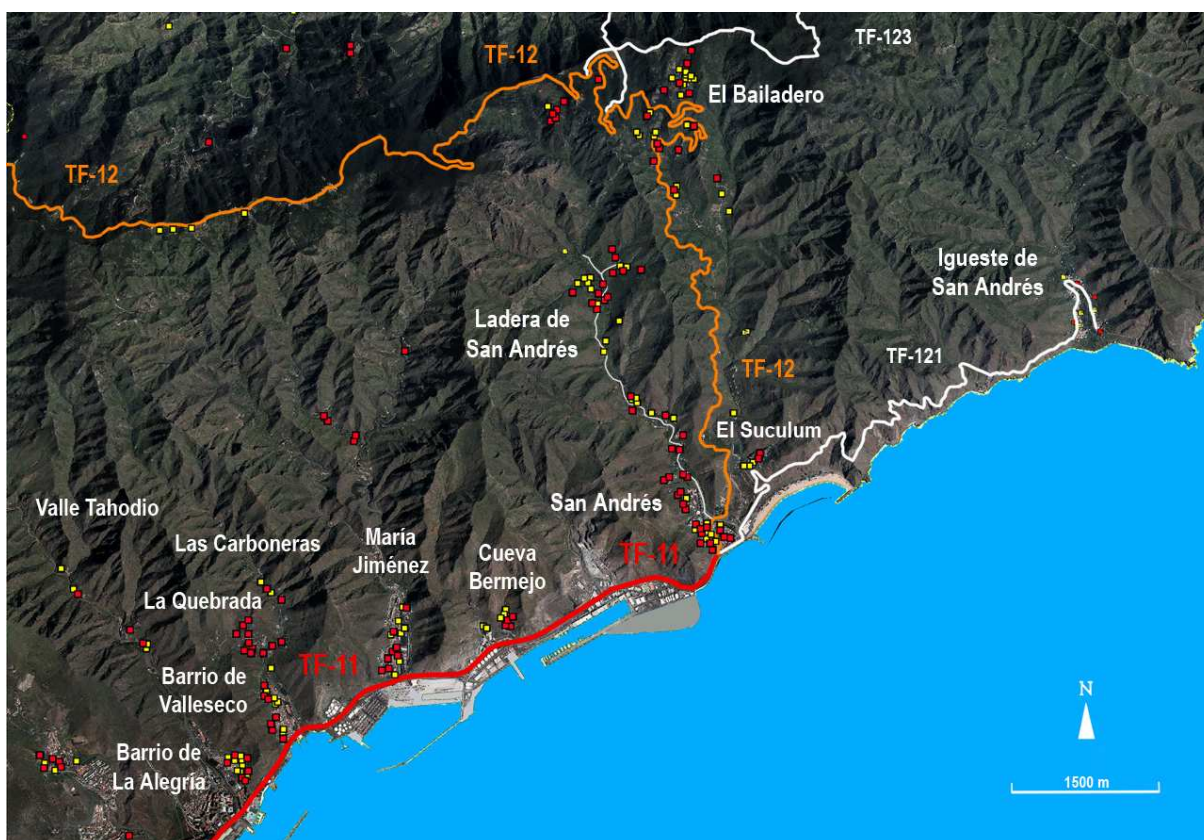 TF-12
TF-123
El Bailadero
TF-12
Igueste de
San Andrés
Ladera de
San Andrés
TF-121
TF-12
El Suculum
San Andrés
Valle Tahodio
Las Carboneras
María
Jiménez
Cueva
Bermejo
TF-11
La Quebrada
TF-11
Barrio de
Valleseco
N
Barrio de
La Alegría
1500 m